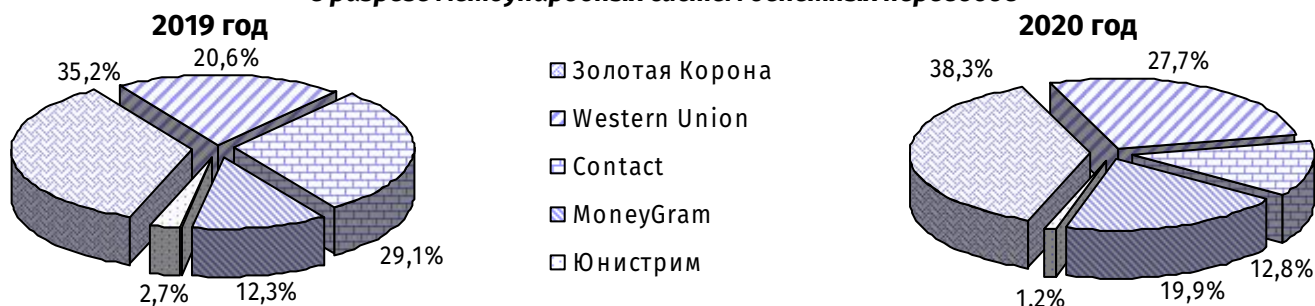 2019 год
2020 год
35,2%
20,6%
29,1%
12,3%
2,7%
Золотая Корона
Western Union
Contact
MoneyGram
Юнистрим
38,3%
27,7%
12,8%
19,9%
1,2%